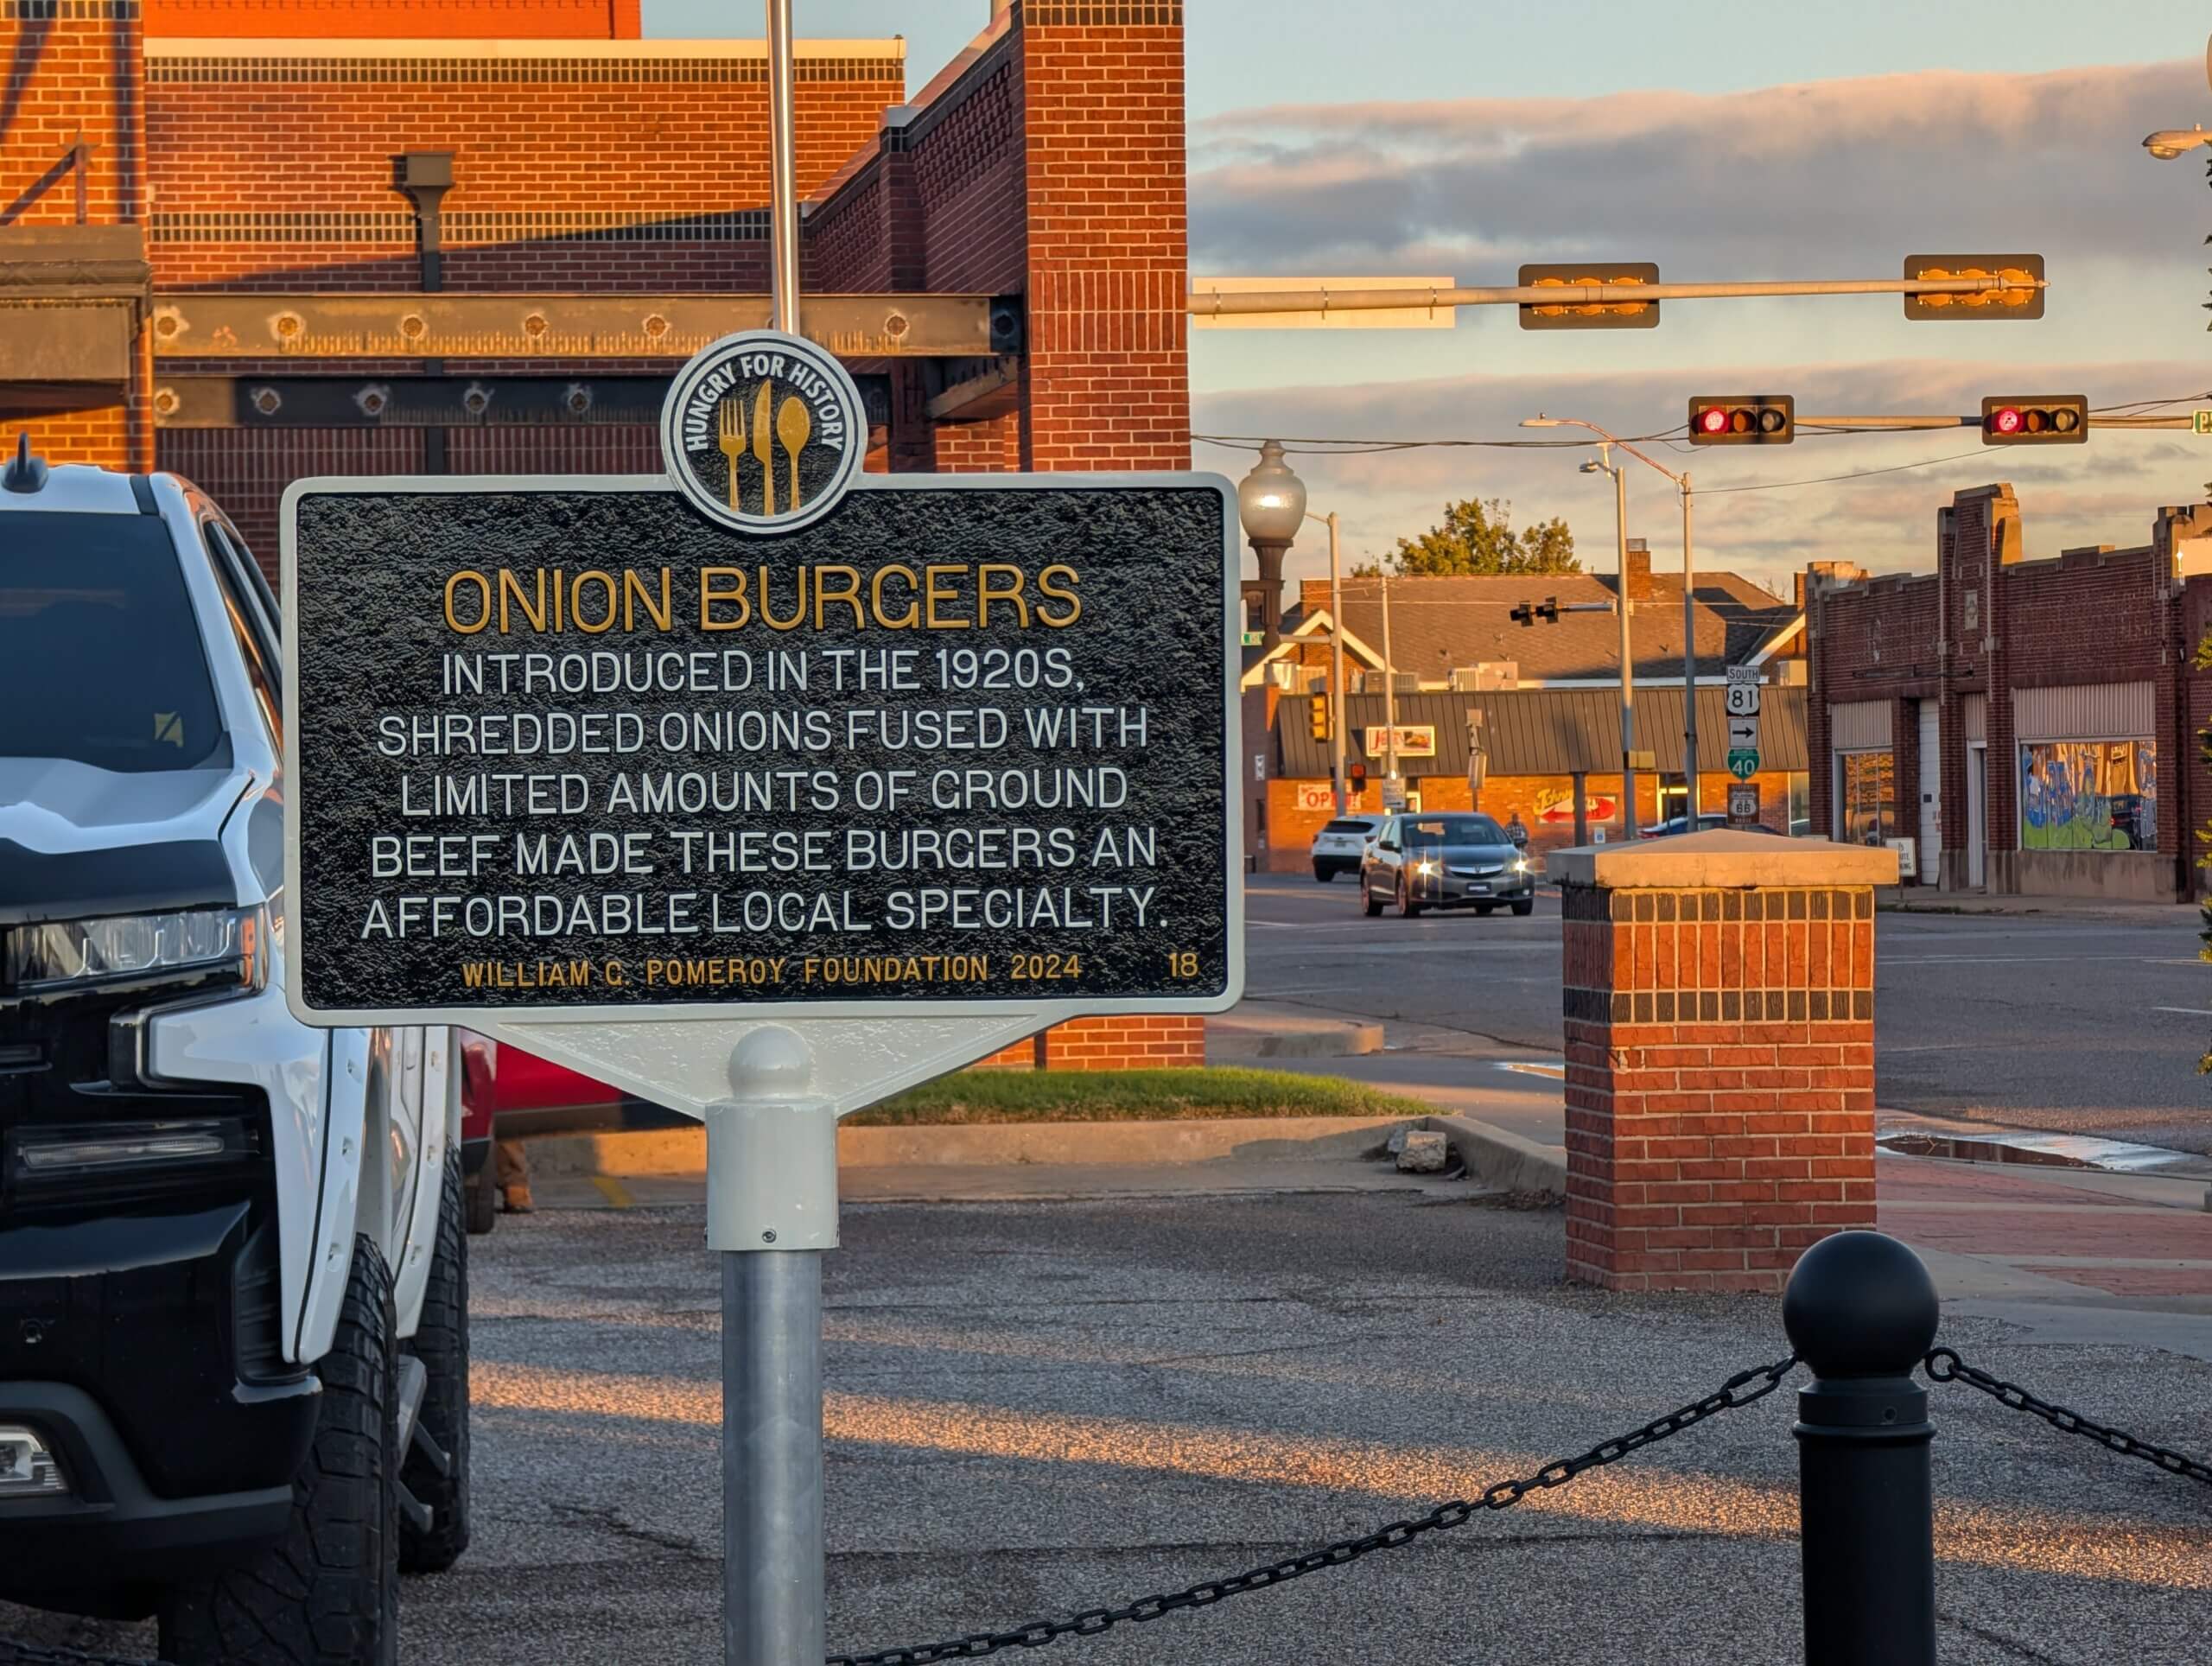 HUNGRY FOR HISTORY
ONION BURGERS
INTRODUCED IN THE 1920S,
SHREDDED ONIONS FUSED WITH
LIMITED AMOUNTS OF GROUND
BEEF MADE THESE BURGERS AN
AFFORDABLE LOCAL SPECIALTY.
WILLIAM G. POMEROY FOUNDATION 2024 18
SOUTH
81
40
66